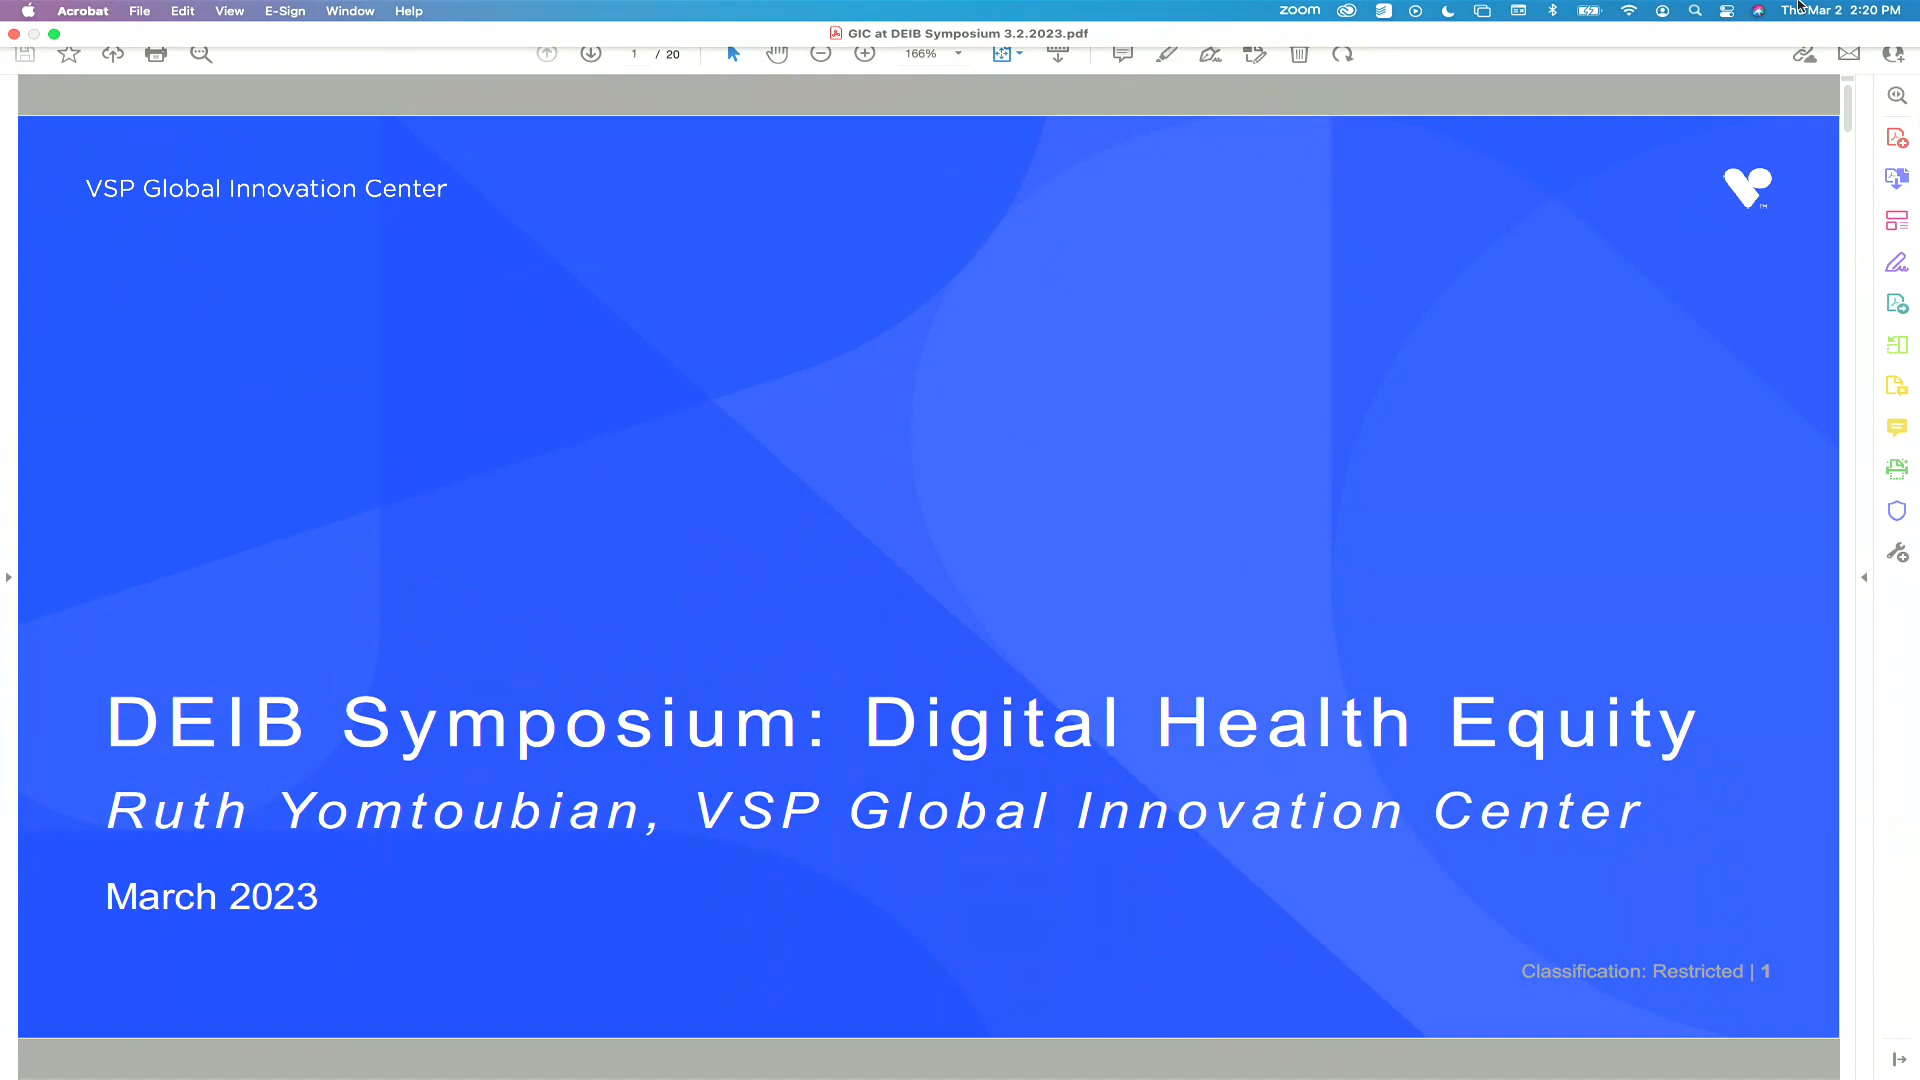 Acrobat File Edit View E-Sign Window Help zoom Mar 2 2:20 PM
GIC at DEIB Symposium 3.2.2023.pdf
1 / 20 166%
VSP Global Innovation Center
TM
DEIB Symposium: Digital Health Equity
Ruth Yomtoubian, VSP Global Innovation Center
March 2023
Classification: Restricted | 1